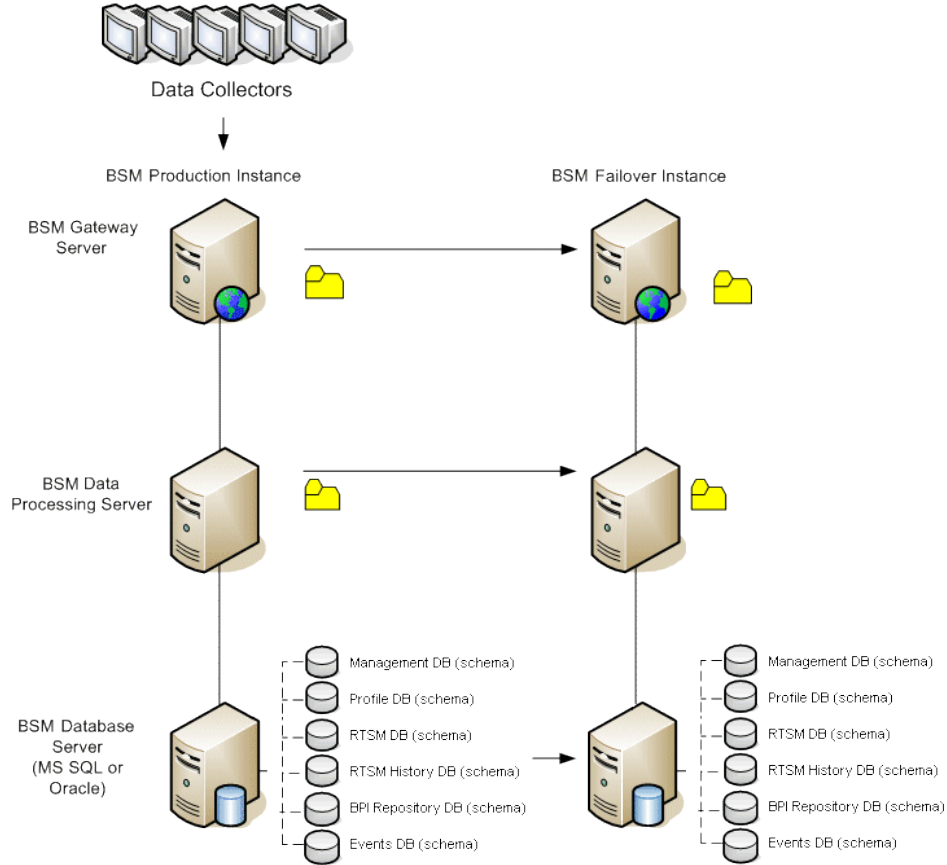 Data Collectors
BSM Production Instance
BSM Failover Instance
BSM Gateway
Server
BSM Data
Processing Server
BSM Database
Server
(MS SQL or
Oracle)
Management DB (schema)
Profile DB (schema)
RTSM DB (schema)
RTSM History DB (schema)
BPI Repository DB (schema)
Events DB (schema)
Management DB (schema)
Profile DB (schema)
RTSM DB (schema)
RTSM History DB (schema)
BPI Repository DB (schema)
Events DB (schema)